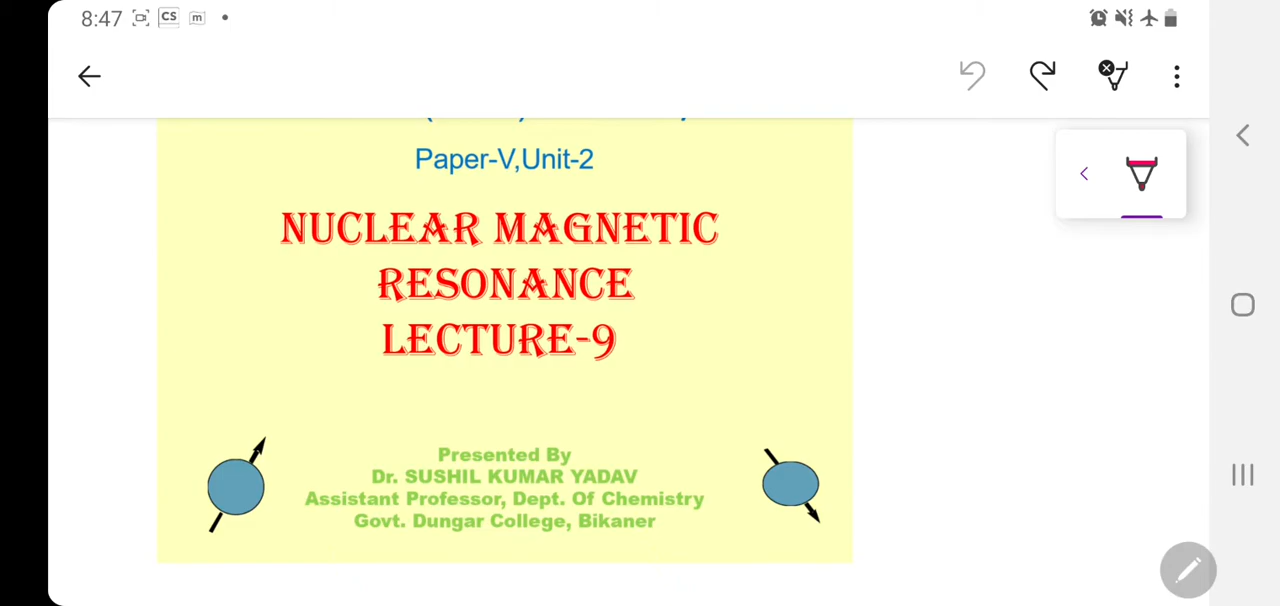 8:47 CS m
Paper-V,Unit-2
NUCLEAR MAGNETIC
RESONANCE
LECTURE-9
Presented By
Dr. SUSHIL KUMAR YADAV
Assistant Professor, Dept. Of Chemistry
Govt. Dungar College, Bikaner